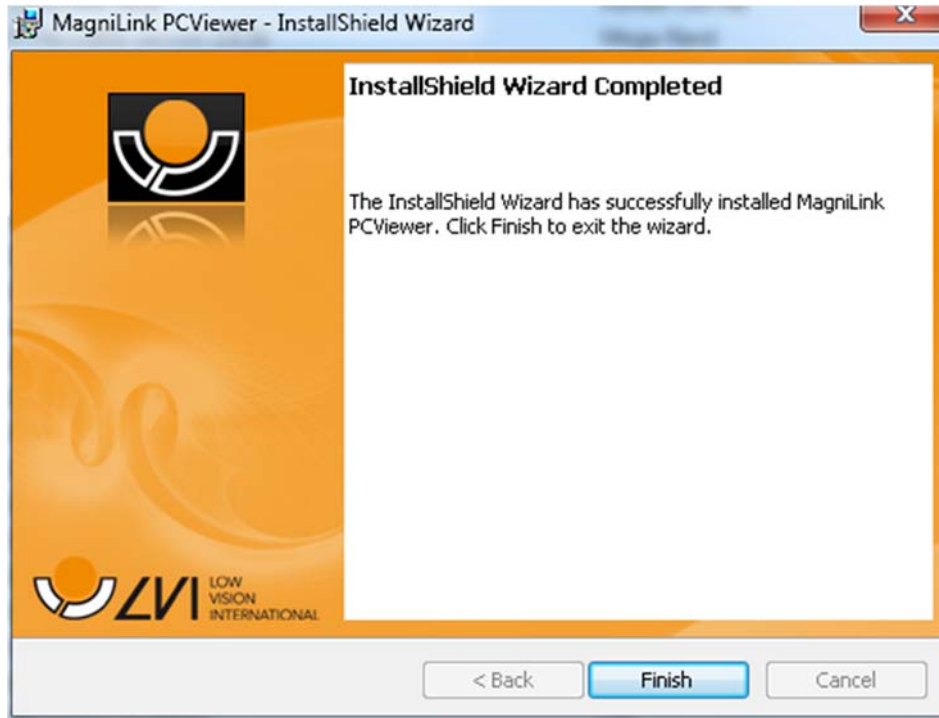 MagniLink PCViewer - InstallShield Wizard
InstallShield Wizard Completed
The InstallShield Wizard has successfully installed MagniLink
PCViewer. Click Finish to exit the wizard.
LVI
LOW
VISION
INTERNATIONAL
< Back
Finish
Cancel